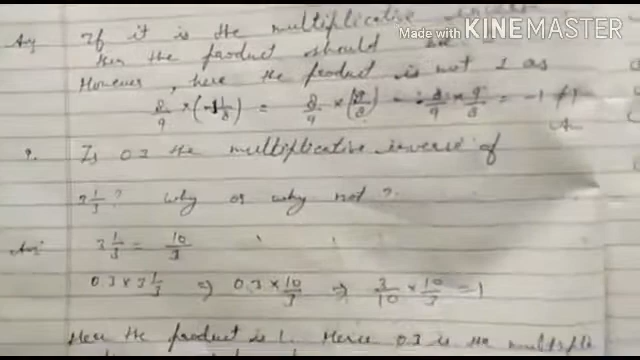 Made with KINEMASTER
Ans If it is the multiplicative inverse
then the product should be
However, here the product is not 1 as
8/9 × (-1 1/8) = 8/9 × (9/8) = -8/9 × 9/8 = -1 ≠ 1
Ans
9. Is 0.3 the multiplicative inverse of
3 1/3? Why or why not?
Ans 3 1/3 = 10/3
0.3 × 3 1/3 ⇒ 0.3 × 10/3 ⇒ 3/10 × 10/3 = 1
Here the product is 1. Hence 0.3 is the